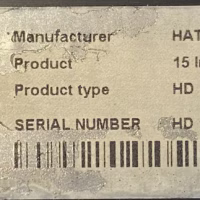 Manufacturer HAT
Product 15 I
Product type HD
SERIAL NUMBER HD